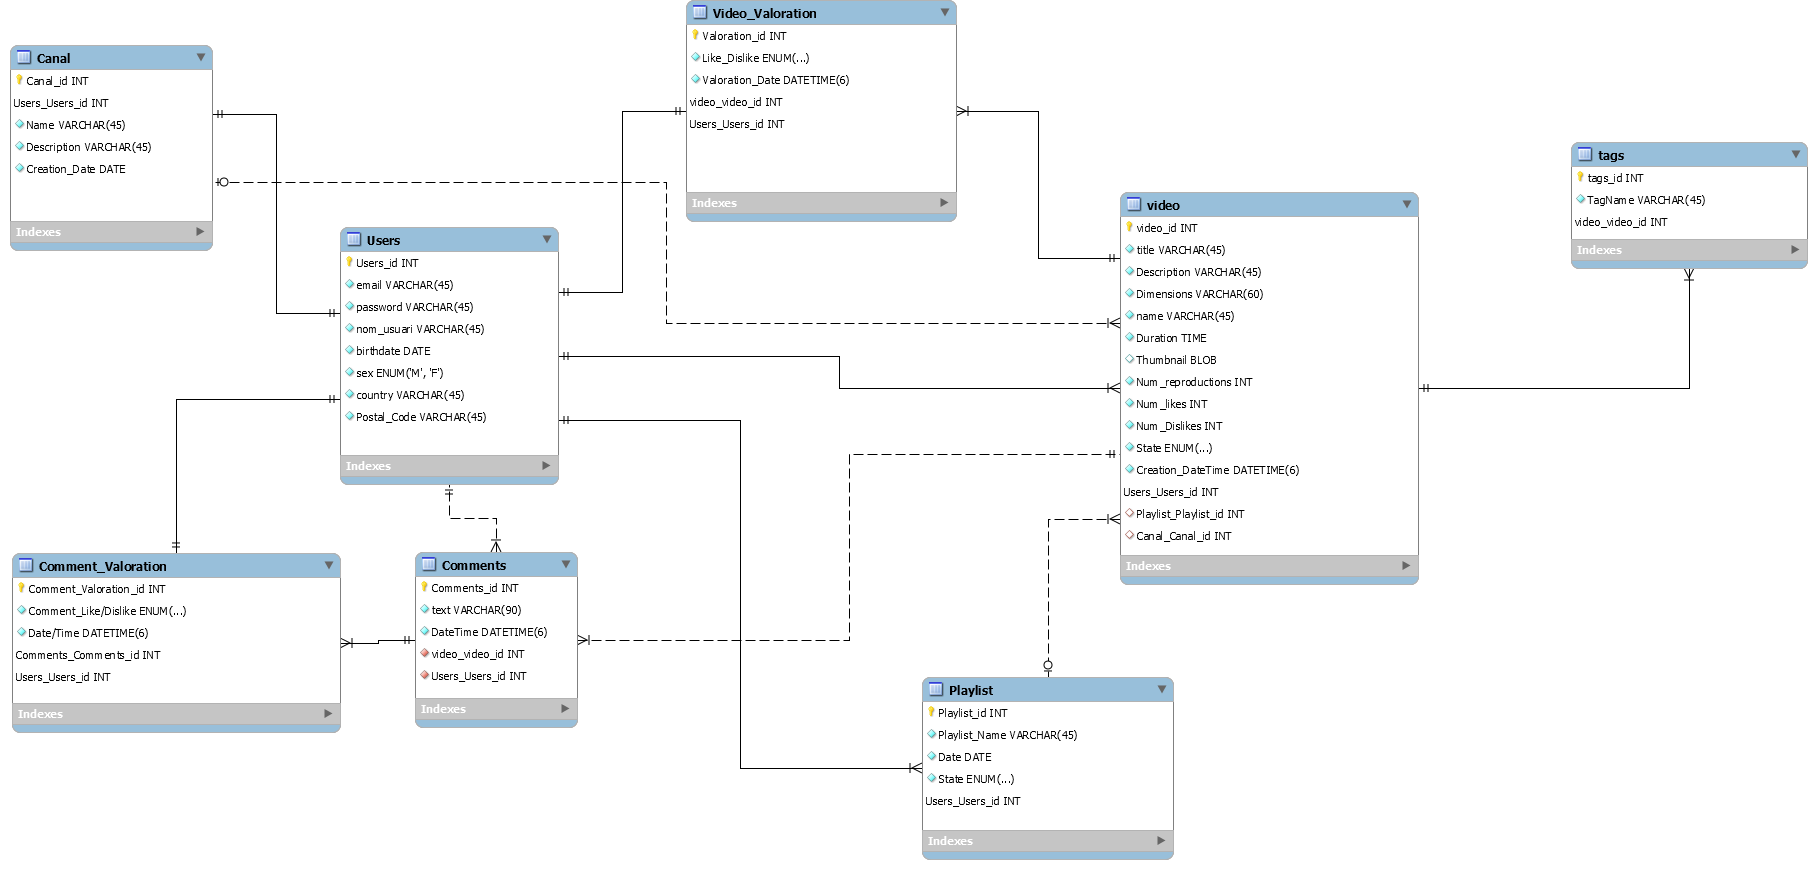 Canal
Canal_id INT
Users_Users_id INT
Name VARCHAR(45)
Description VARCHAR(45)
Creation_Date DATE
Indexes
Video_Valoration
Valoration_id INT
Like_Dislike ENUM(...)
Valoration_Date DATETIME(6)
video_video_id INT
Users_Users_id INT
Indexes
Users
Users_id INT
email VARCHAR(45)
password VARCHAR(45)
nom_usuari VARCHAR(45)
birthdate DATE
sex ENUM('M', 'F')
country VARCHAR(45)
Postal_Code VARCHAR(45)
Indexes
video
video_id INT
title VARCHAR(45)
Description VARCHAR(45)
Dimensions VARCHAR(60)
name VARCHAR(45)
Duration TIME
Thumbnail BLOB
Num_reproductions INT
Num_likes INT
Num_Dislikes INT
State ENUM(...)
Creation_DateTime DATETIME(6)
Users_Users_id INT
Playlist_Playlist_id INT
Canal_Canal_id INT
Indexes
tags
tags_id INT
TagName VARCHAR(45)
video_video_id INT
Indexes
Comment_Valoration
Comment_Valoration_id INT
Comment_Like/Dislike ENUM(...)
Date/Time DATETIME(6)
Comments_Comments_id INT
Users_Users_id INT
Indexes
Comments
Comments_id INT
text VARCHAR(90)
DateTime DATETIME(6)
video_video_id INT
Users_Users_id INT
Indexes
Playlist
Playlist_id INT
Playlist_Name VARCHAR(45)
Date DATE
State ENUM(...)
Users_Users_id INT
Indexes